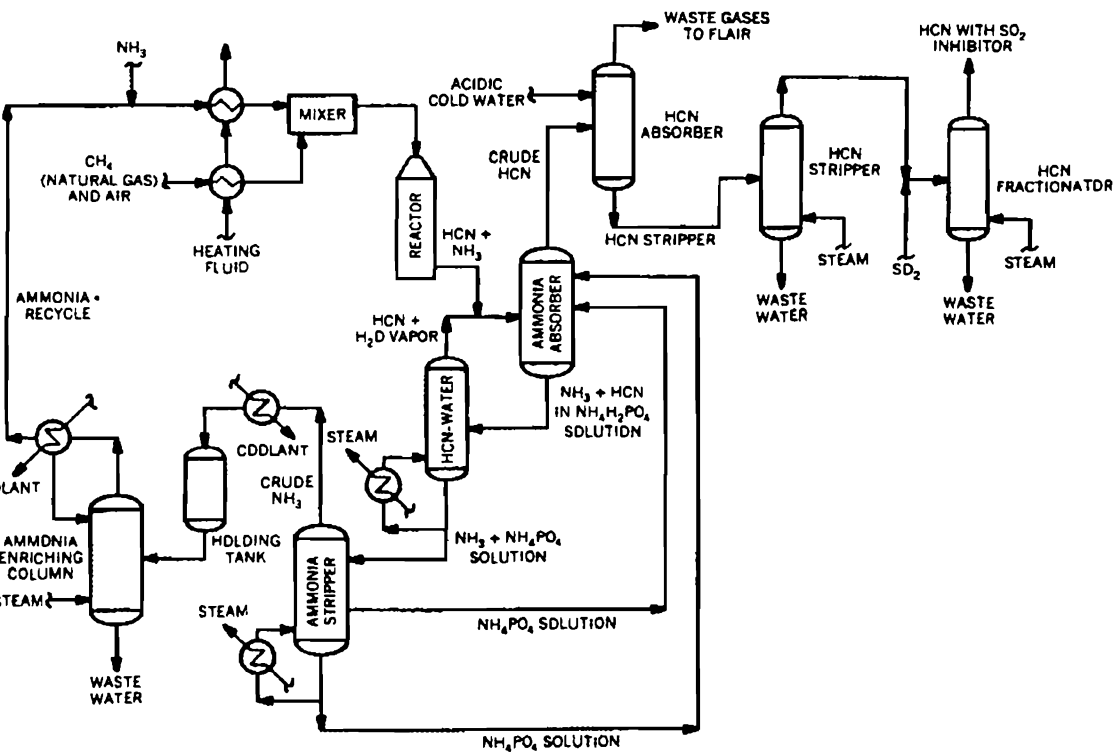 WASTE GASES
TO FLAIR
HCN WITH SO2
INHIBITOR
NH3
ACIDIC
COLD WATER
MIXER
HCN
ABSORBER
CRUDE
HCN
HCN
STRIPPER
HCN
FRACTIONATOR
CH4
(NATURAL GAS)
AND AIR
REACTOR
HCN +
NH3
HCN STRIPPER
STEAM
SO2
STEAM
HEATING
FLUID
WASTE
WATER
WASTE
WATER
AMMONIA
RECYCLE
HCN +
H2O VAPOR
AMMONIA
ABSORBER
NH3 + HCN
IN NH4H2PO4
SOLUTION
HCN-WATER
STEAM
COOLANT
CRUDE
NH3
LANT
HOLDING
TANK
AMMONIA
ENRICHING
COLUMN
NH3 + NH4PO4
SOLUTION
STEAM
AMMONIA
STRIPPER
STEAM
NH4PO4 SOLUTION
WASTE
WATER
NH4PO4 SOLUTION